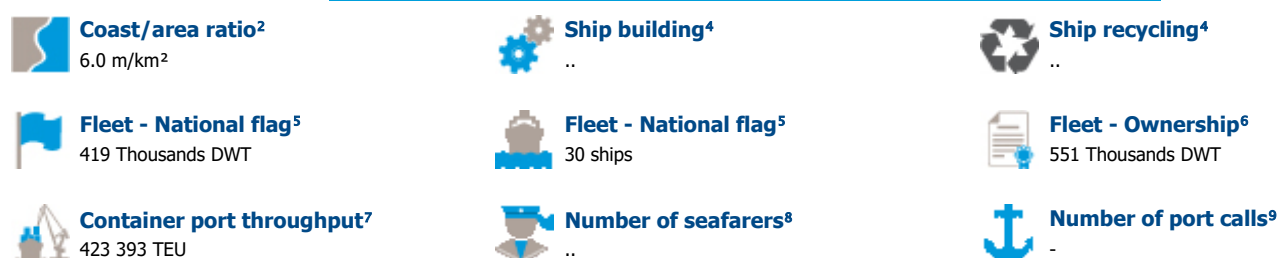 Coast/area ratio²
6.0 m/km²
Ship building⁴
..
Ship recycling⁴
..
Fleet - National flag⁵
419 Thousands DWT
Fleet - National flag⁵
30 ships
Fleet - Ownership⁶
551 Thousands DWT
Container port throughput⁷
423 393 TEU
Number of seafarers⁸
..
Number of port calls⁹
-